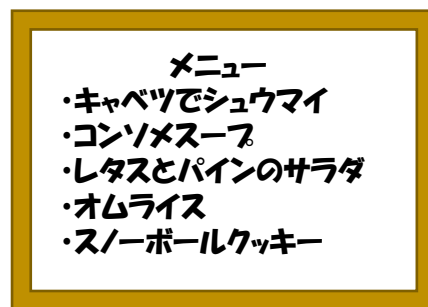 メニュー
・キャベツでシュウマイ
・コンソメスープ
・レタスとパインのサラダ
・オムライス
・スノーボールクッキー